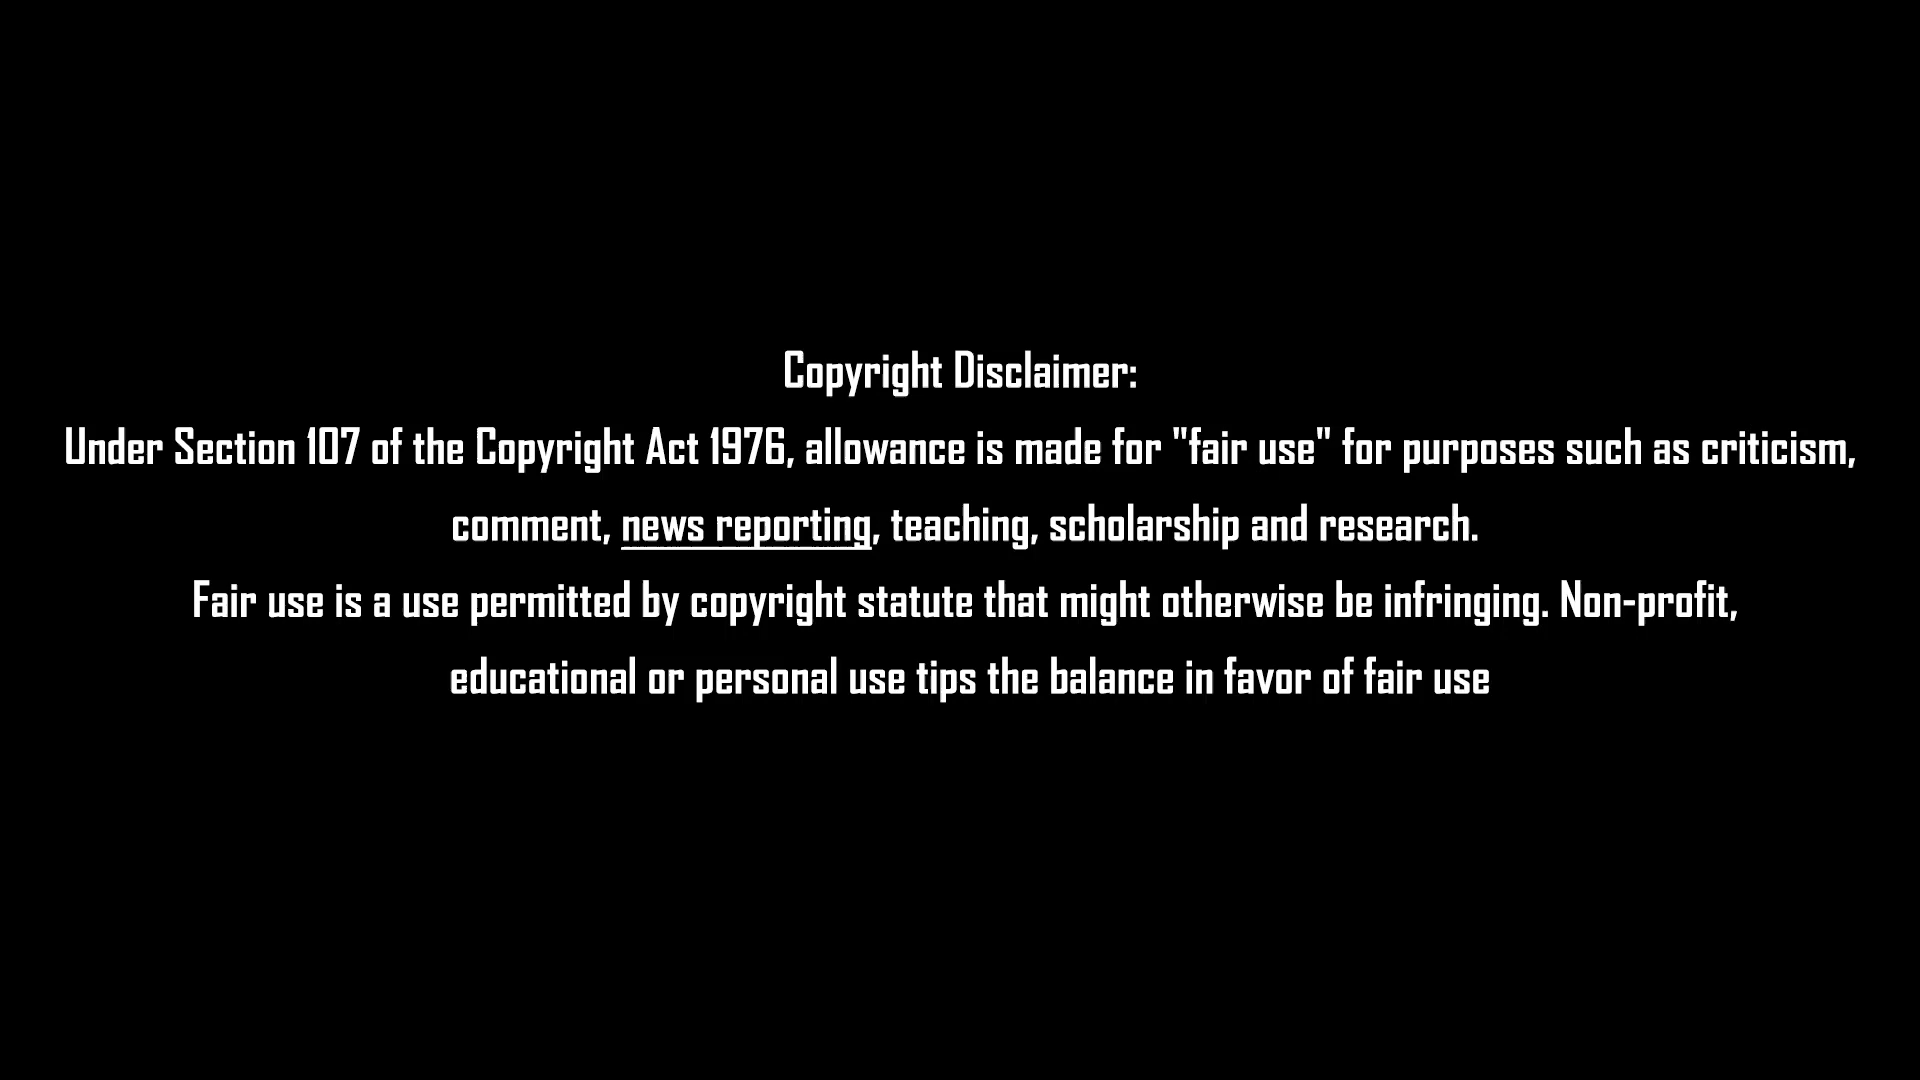 Copyright Disclaimer:
Under Section 107 of the Copyright Act 1976, allowance is made for "fair use" for purposes such as criticism,
comment, news reporting, teaching, scholarship and research.
Fair use is a use permitted by copyright statute that might otherwise be infringing. Non-profit,
educational or personal use tips the balance in favor of fair use